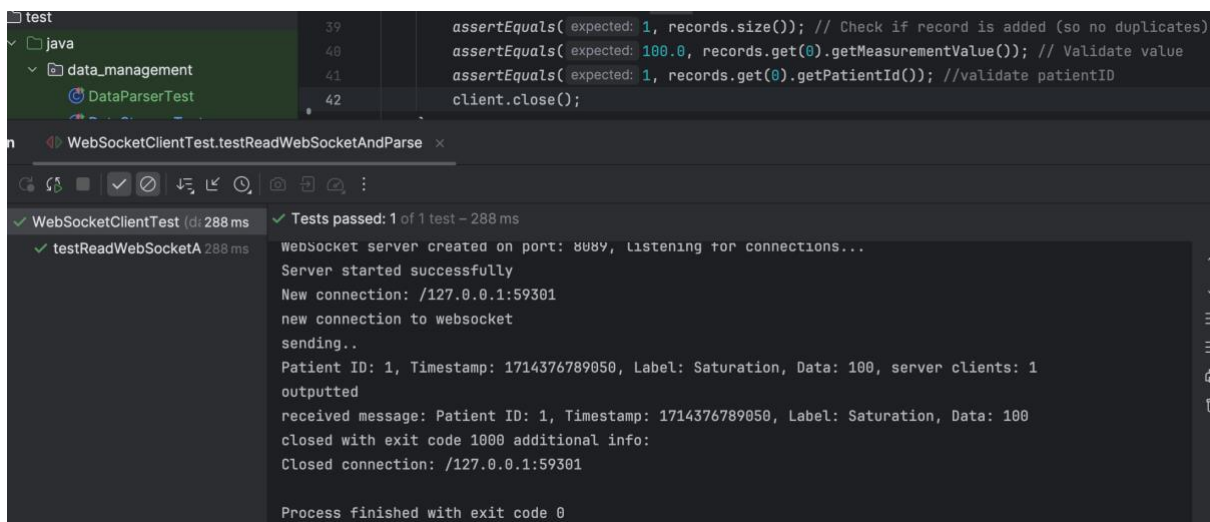 test
java
data_management
DataParserTest
39 assertEquals( expected: 1, records.size()); // Check if record is added (so no duplicates)
40 assertEquals( expected: 100.0, records.get(0).getMeasurementValue()); // Validate value
41 assertEquals( expected: 1, records.get(0).getPatientId()); //validate patientID
42 client.close();
n WebSocketClientTest.testReadWebSocketAndParse ×
WebSocketClientTest (da 288 ms
testReadWebSocketA 288 ms
Tests passed: 1 of 1 test – 288 ms
WebSocket server created on port: 8089, listening for connections...
Server started successfully
New connection: /127.0.0.1:59301
new connection to websocket
sending..
Patient ID: 1, Timestamp: 1714376789050, Label: Saturation, Data: 100, server clients: 1
outputted
received message: Patient ID: 1, Timestamp: 1714376789050, Label: Saturation, Data: 100
closed with exit code 1000 additional info:
Closed connection: /127.0.0.1:59301
Process finished with exit code 0